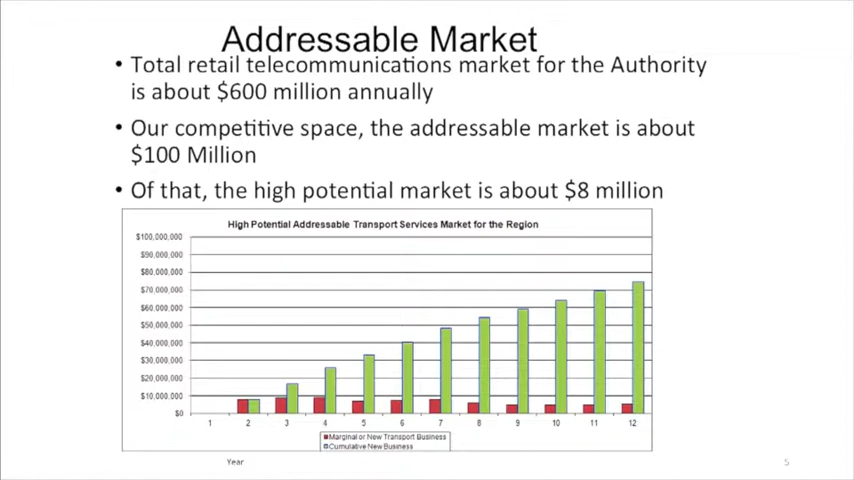 Addressable Market
• Total retail telecommunications market for the Authority
is about $600 million annually
• Our competitive space, the addressable market is about
$100 Million
• Of that, the high potential market is about $8 million
High Potential Addressable Transport Services Market for the Region
$100,000,000
$90,000,000
$80,000,000
$70,000,000
$60,000,000
$50,000,000
$40,000,000
$30,000,000
$20,000,000
$10,000,000
$0
1 2 3 4 5 6 7 8 9 10 11 12
Marginal or New Transport Business
Cumulative New Business
Year
5